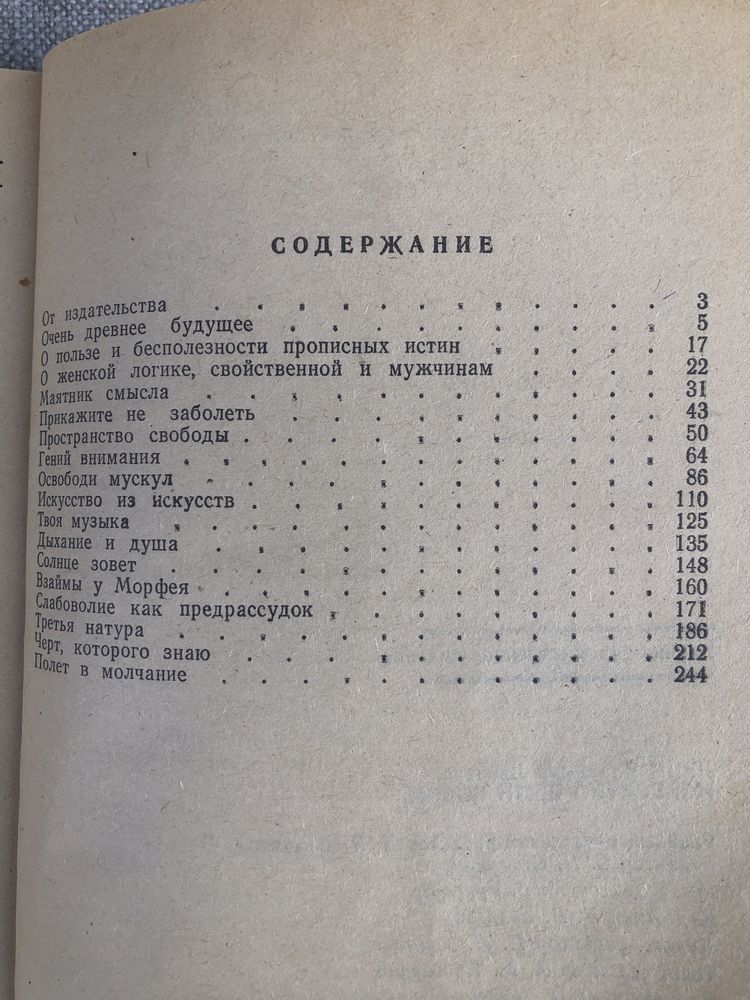 СОДЕРЖАНИЕ
От издательства . . . . . . . . . . . . 3
Очень древнее будущее . . . . . . . . . . 5
О пользе и бесполезности прописных истин . . . . . 17
О женской логике, свойственной и мужчинам . . . . 22
Маятник смысла . . . . . . . . . . . . 31
Прикажите не заболеть . . . . . . . . . . 43
Пространство свободы . . . . . . . . . . . 50
Гений внимания . . . . . . . . . . . . . 64
Освободи мускул . . . . . . . . . . . . 86
Искусство из искусств . . . . . . . . . . . 110
Твоя музыка . . . . . . . . . . . . . 125
Дыхание и душа . . . . . . . . . . . . 135
Солнце зовет . . . . . . . . . . . . . 148
Взаймы у Морфея . . . . . . . . . . . . 160
Слабоволие как предрассудок . . . . . . . . . 171
Третья натура . . . . . . . . . . . . . 186
Черт, которого знаю . . . . . . . . . . . 212
Полет в молчание . . . . . . . . . . . . 244